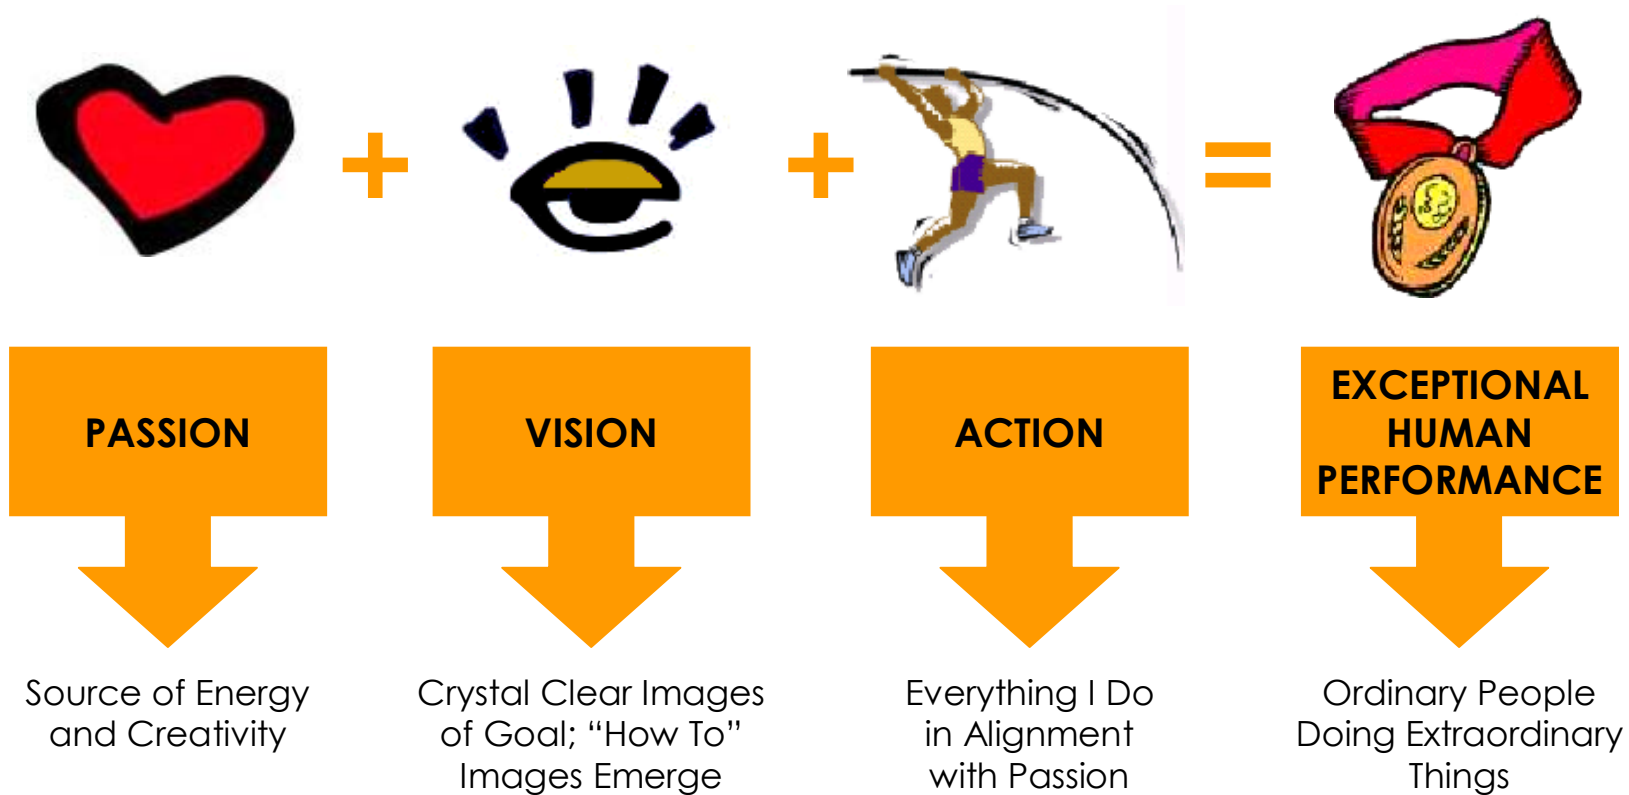 +
+
=
PASSION
VISION
ACTION
EXCEPTIONAL
HUMAN
PERFORMANCE
Source of Energy
and Creativity
Crystal Clear Images
of Goal; “How To”
Images Emerge
Everything I Do
in Alignment
with Passion
Ordinary People
Doing Extraordinary
Things